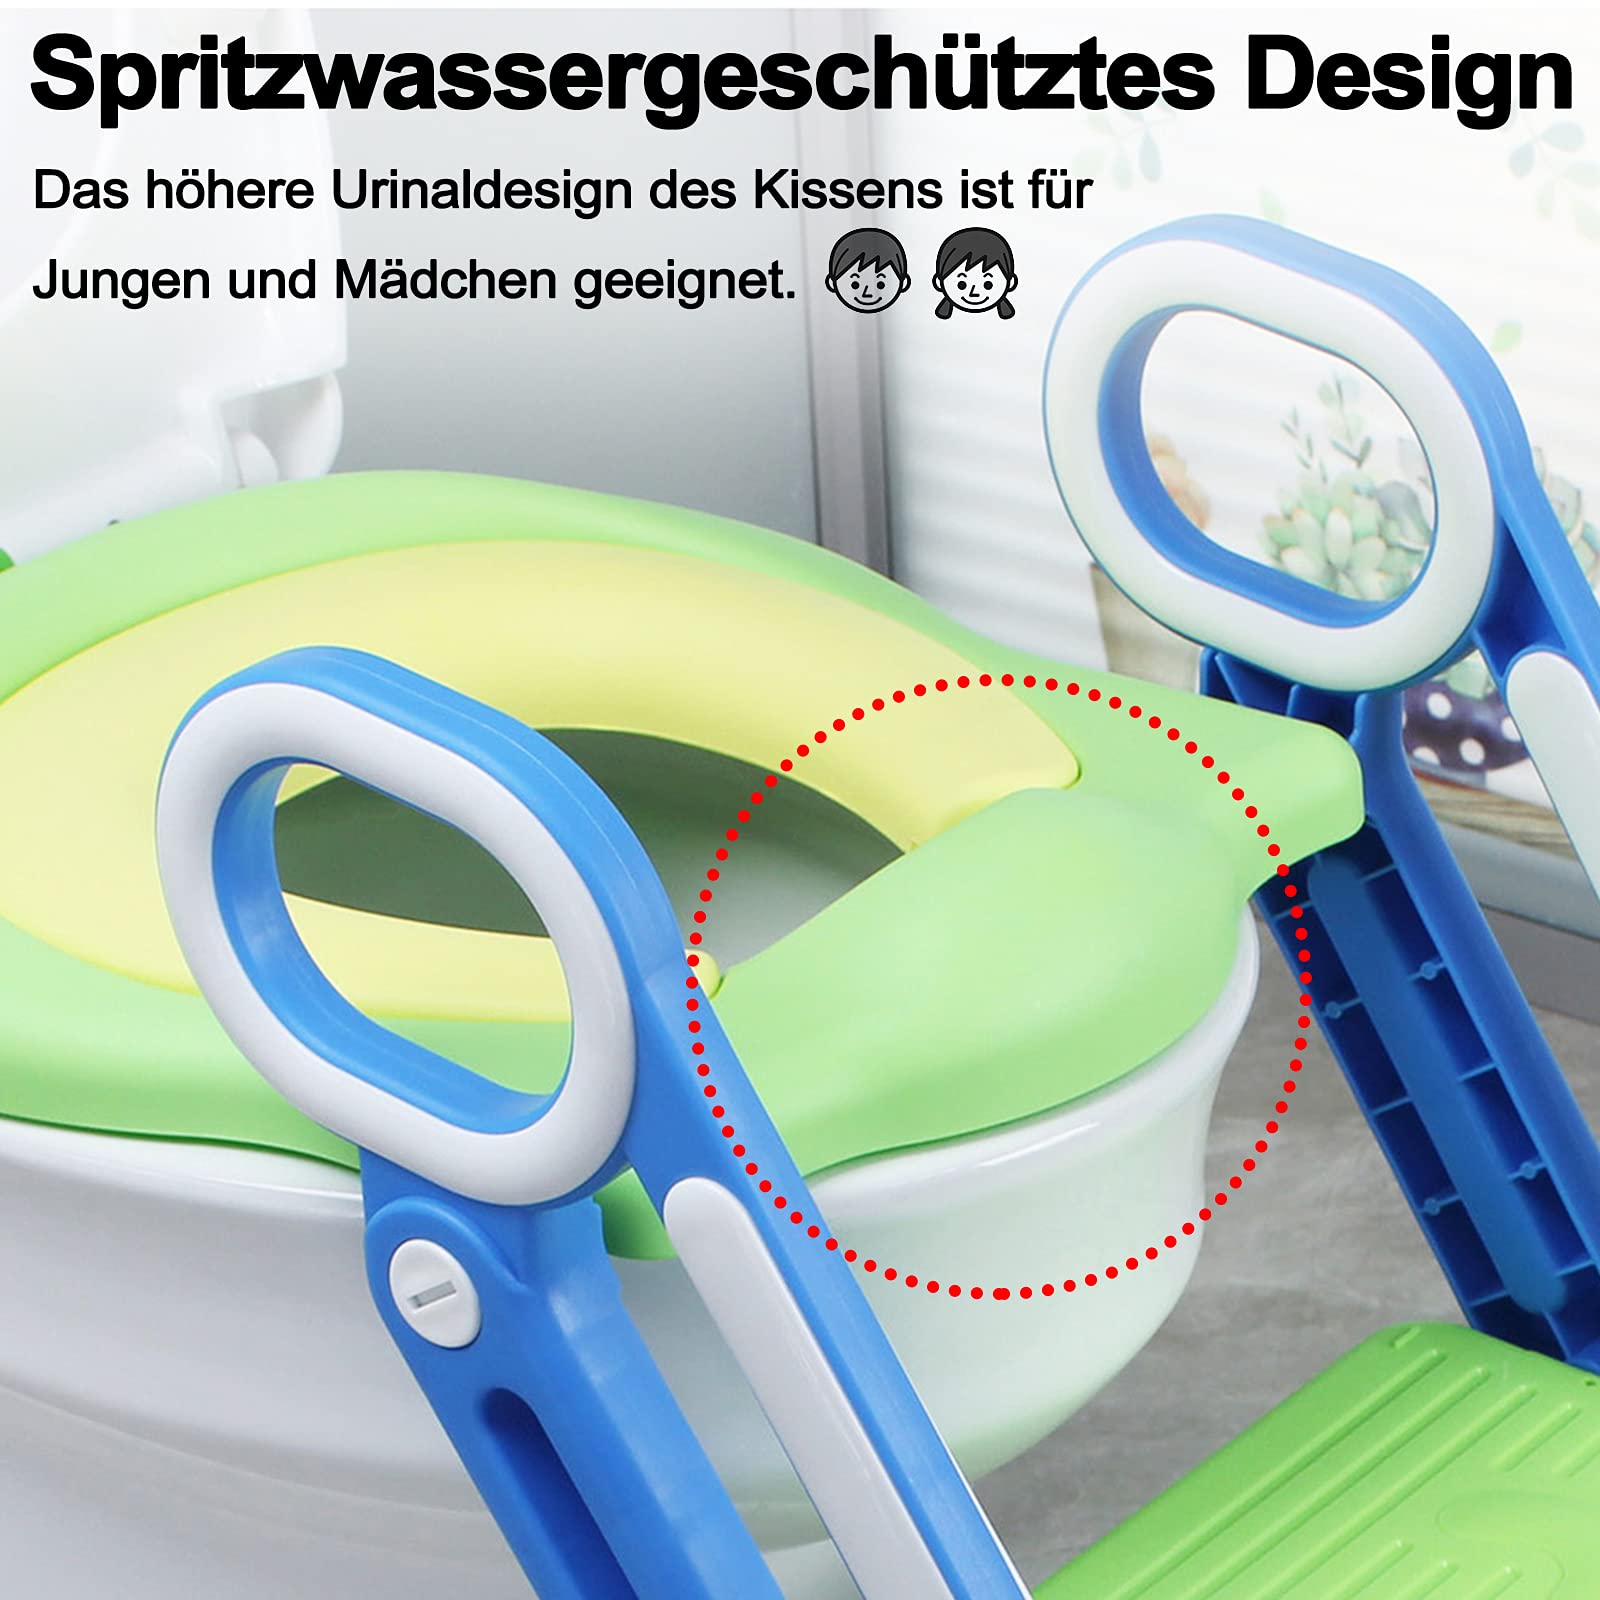 Spritzwassergeschütztes Design
Das höhere Urinaldesign des Kissens ist für
Jungen und Mädchen geeignet.